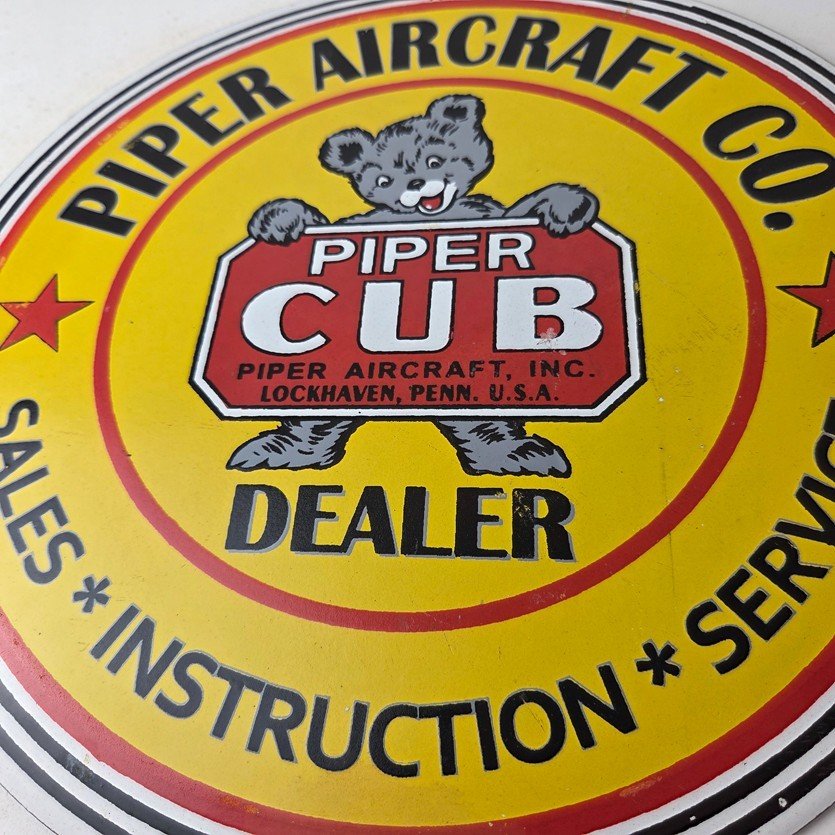 PIPER AIRCRAFT CO.
PIPER
CUB
PIPER AIRCRAFT, INC.
LOCKHAVEN, PENN. U.S.A.
DEALER
SALES * INSTRUCTION * SERVICE